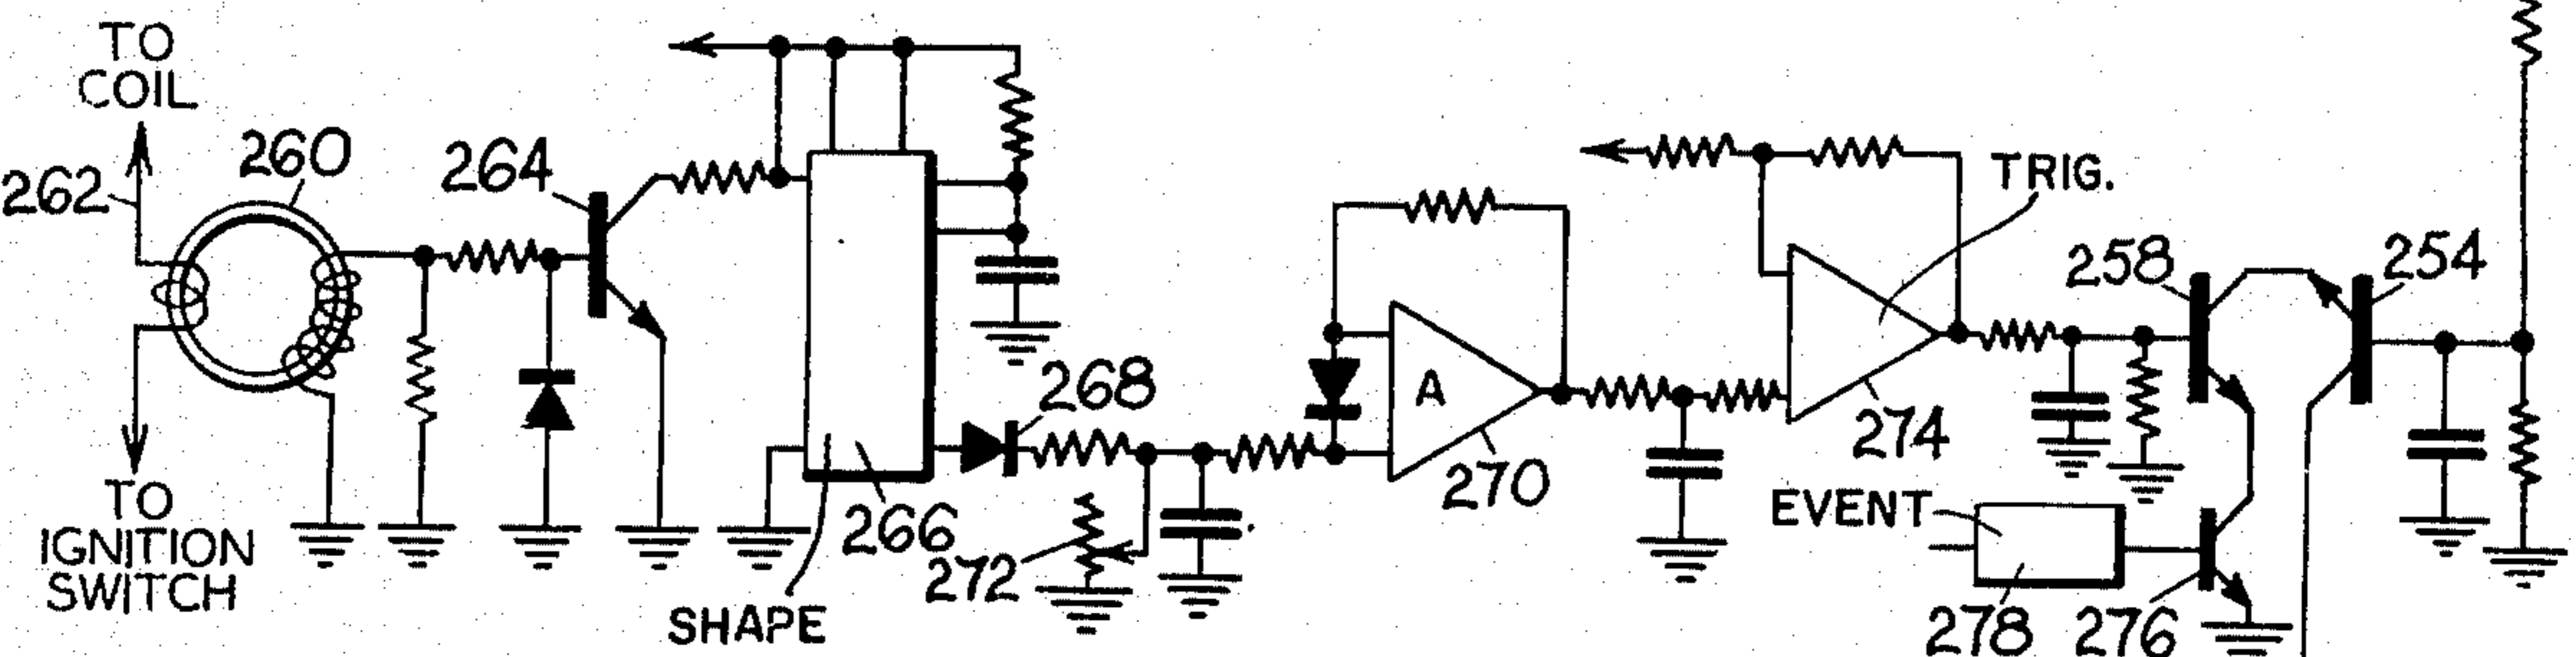 TO
COIL
262
260
264
TRIG.
258
254
268
A
270
274
EVENT
TO
IGNITION
SWITCH
266
272
SHAPE
278
276